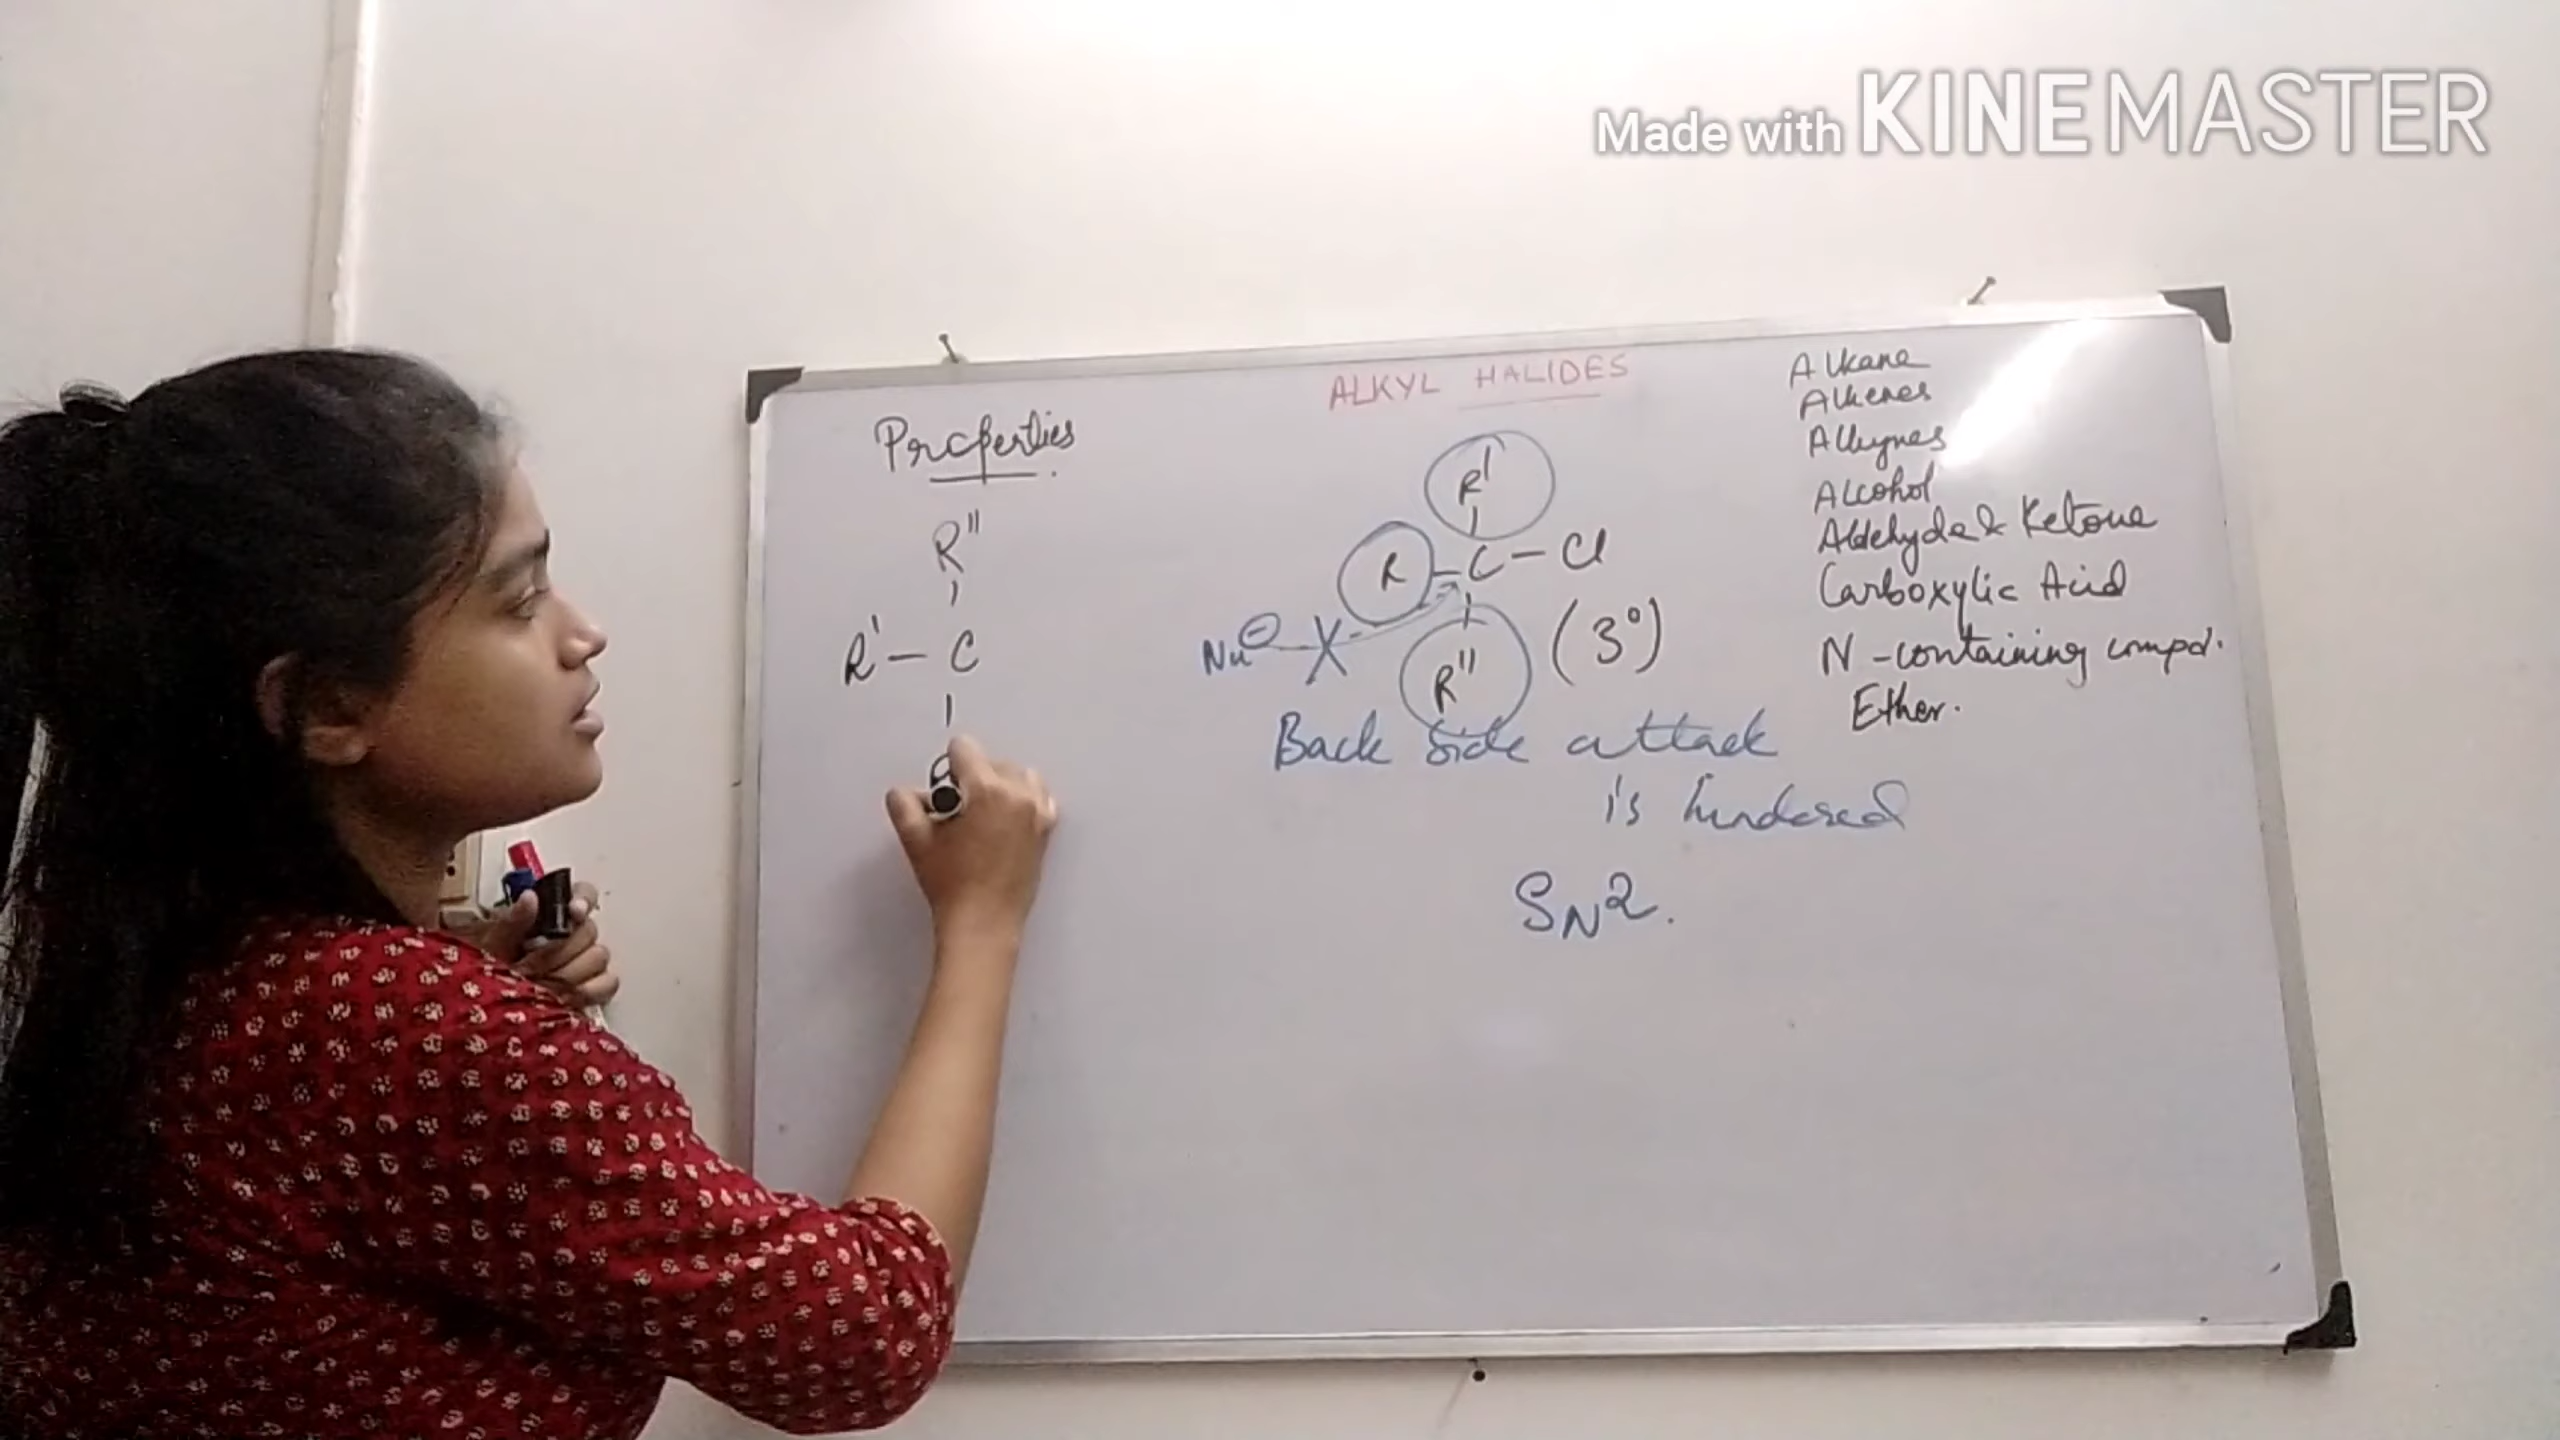 Made with KINEMASTER
ALKYL HALIDES
Properties
R"
R' — C
R'
R — C — Cl
Nu⊖ X
R" (3°)
Back side attack
is hindered
SN2.
Alkane
Alkenes
Alkynes
Alcohol
Aldehyde & Ketone
Carboxylic Acid
N - containing compd.
Ether.